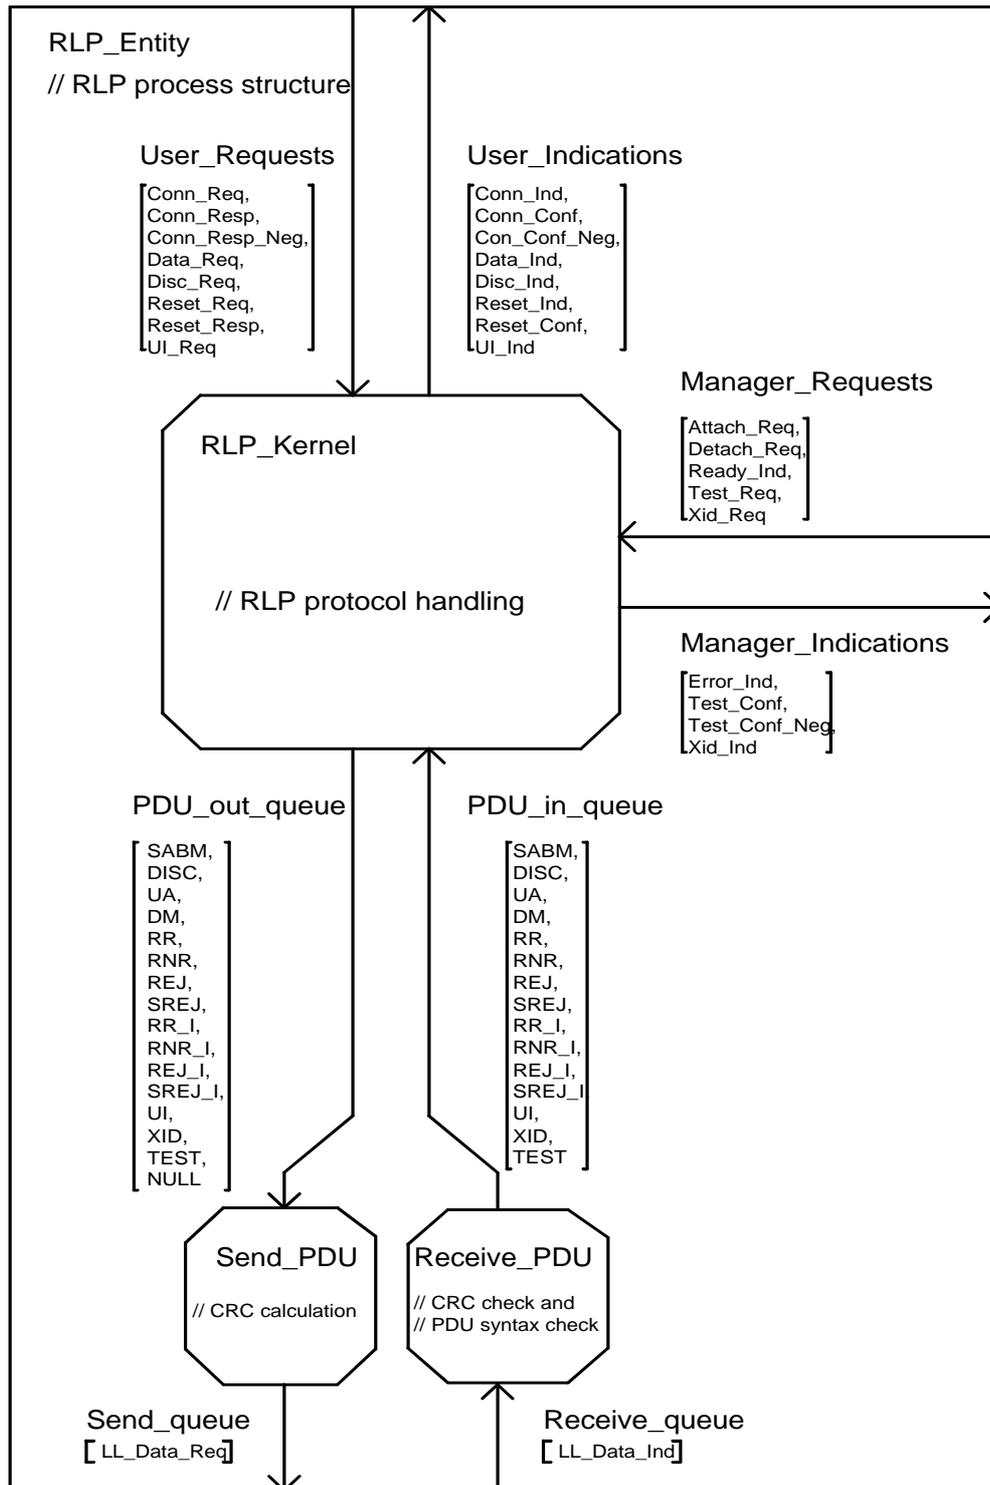 RLP_Entity
// RLP process structure
User_Requests
Conn_Req,
Conn_Resp,
Conn_Resp_Neg,
Data_Req,
Disc_Req,
Reset_Req,
Reset_Resp,
UI_Req
User_Indications
Conn_Ind,
Conn_Conf,
Con_Conf_Neg,
Data_Ind,
Disc_Ind,
Reset_Ind,
Reset_Conf,
UI_Ind
Manager_Requests
Attach_Req,
Detach_Req,
Ready_Ind,
Test_Req,
Xid_Req
RLP_Kernel
// RLP protocol handling
Manager_Indications
Error_Ind,
Test_Conf,
Test_Conf_Neg,
Xid_Ind
PDU_out_queue
SABM,
DISC,
UA,
DM,
RR,
RNR,
REJ,
SREJ,
RR_I,
RNR_I,
REJ_I,
SREJ_I,
UI,
XID,
TEST,
NULL
PDU_in_queue
SABM,
DISC,
UA,
DM,
RR,
RNR,
REJ,
SREJ,
RR_I,
RNR_I,
REJ_I,
SREJ_I,
UI,
XID,
TEST
Send_PDU
// CRC calculation
Receive_PDU
// CRC check and
// PDU syntax check
Send_queue
[ LL_Data_Req]
Receive_queue
[ LL_Data_Ind]